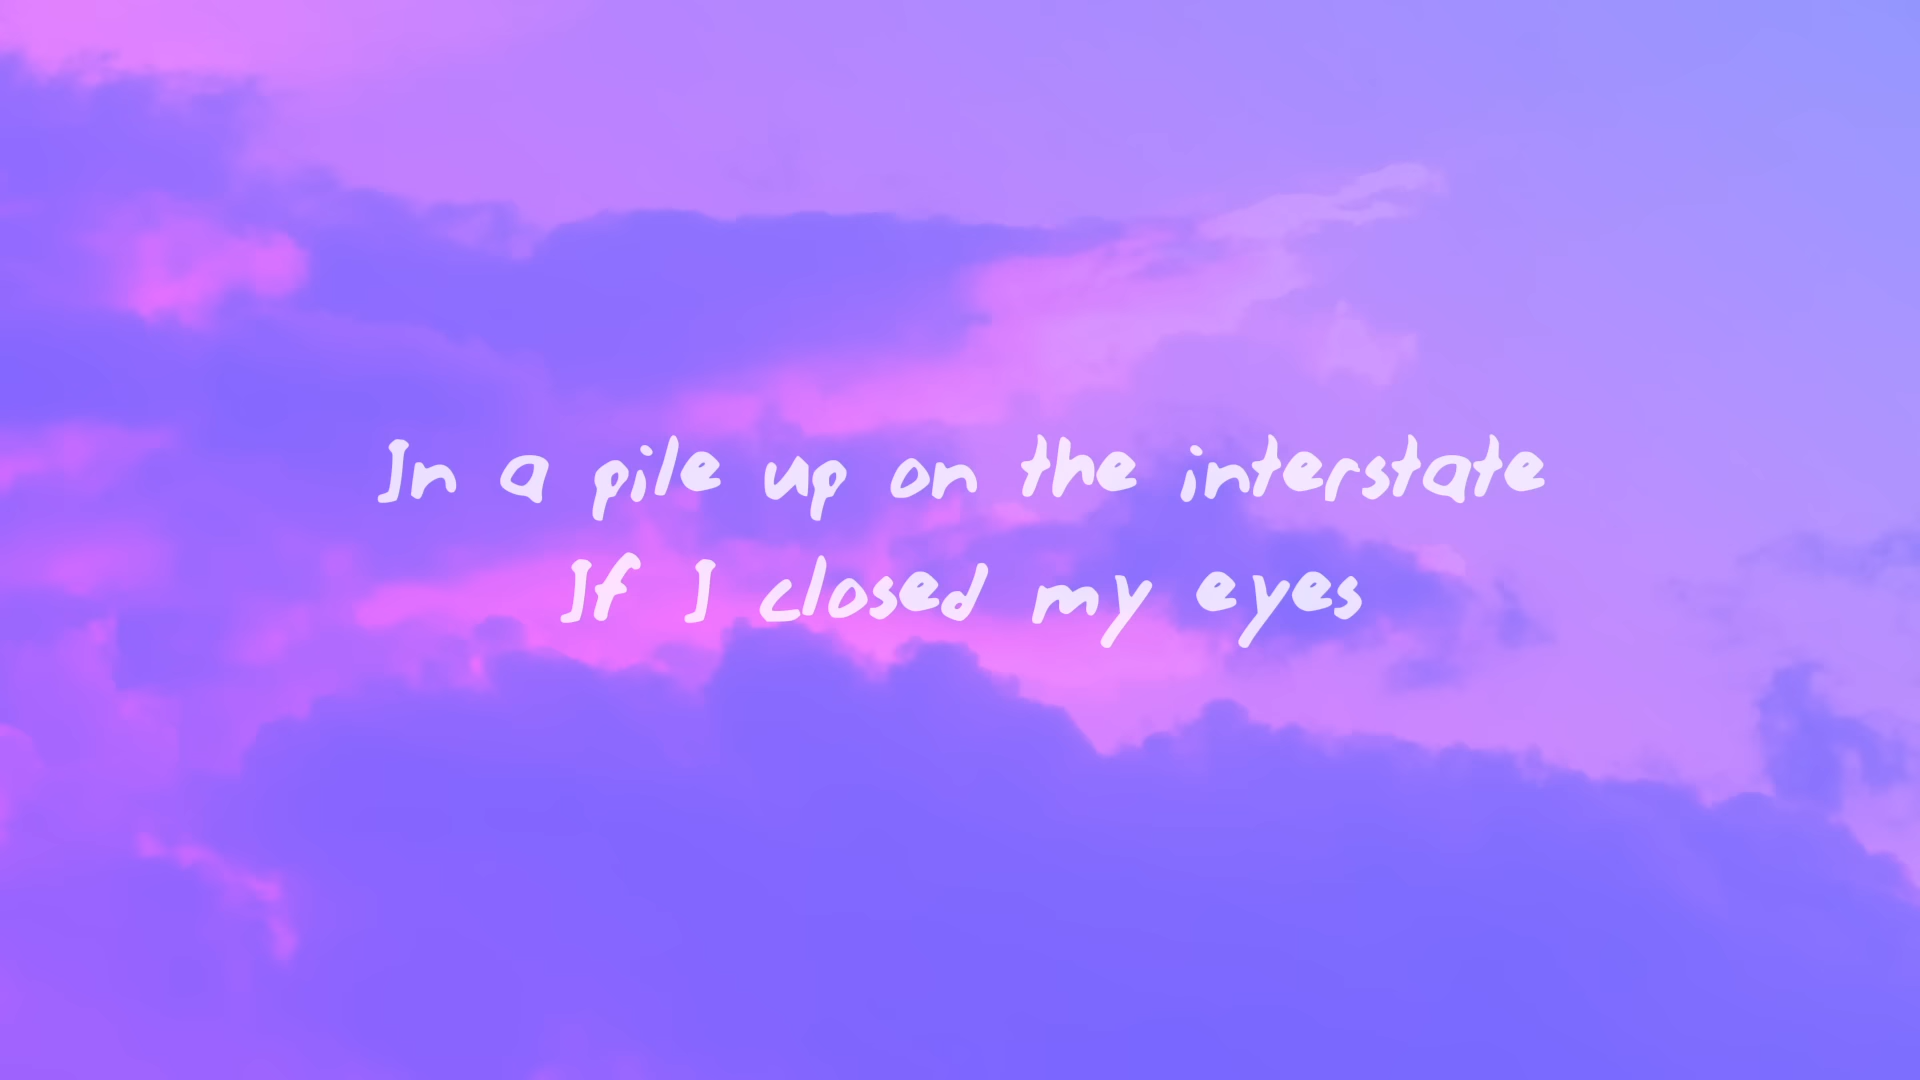 In a pile up on the interstate
If I closed my eyes